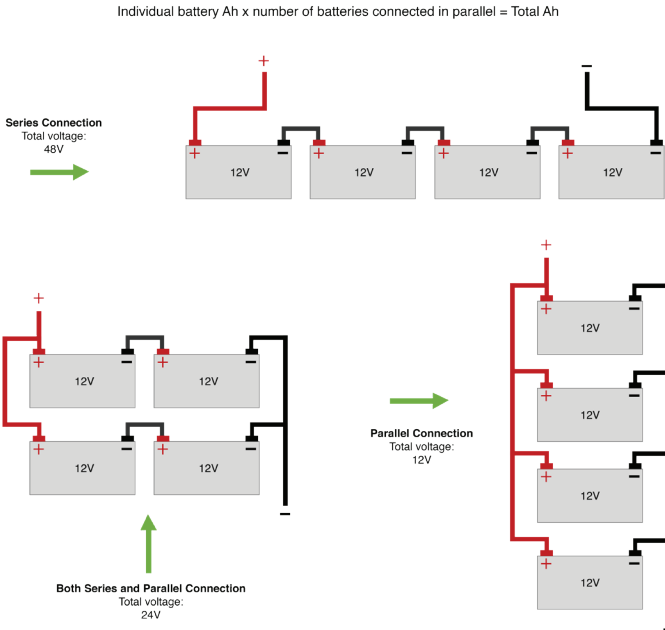 Individual battery Ah x number of batteries connected in parallel = Total Ah
+
−
Series Connection
Total voltage:
48V
+ − + − + − + −
12V 12V 12V 12V
+
+
+ − + −
12V 12V
+ − + −
12V 12V
−
+ −
12V
+ −
12V
+ −
12V
+ −
12V
Parallel Connection
Total voltage:
12V
Both Series and Parallel Connection
Total voltage:
24V